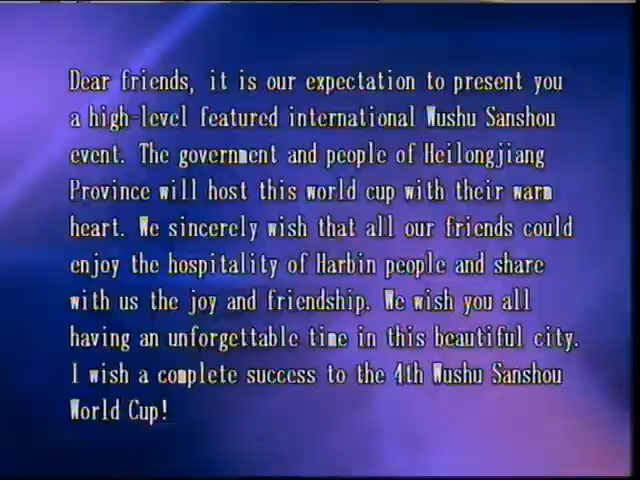 Dear friends, it is our expectation to present you
a high-level featured international Wushu Sanshou
event. The government and people of Heilongjiang
Province will host this world cup with their warm
heart. We sincerely wish that all our friends could
enjoy the hospitality of Harbin people and share
with us the joy and friendship. We wish you all
having an unforgettable time in this beautiful city.
I wish a complete success to the 4th Wushu Sanshou
World Cup!